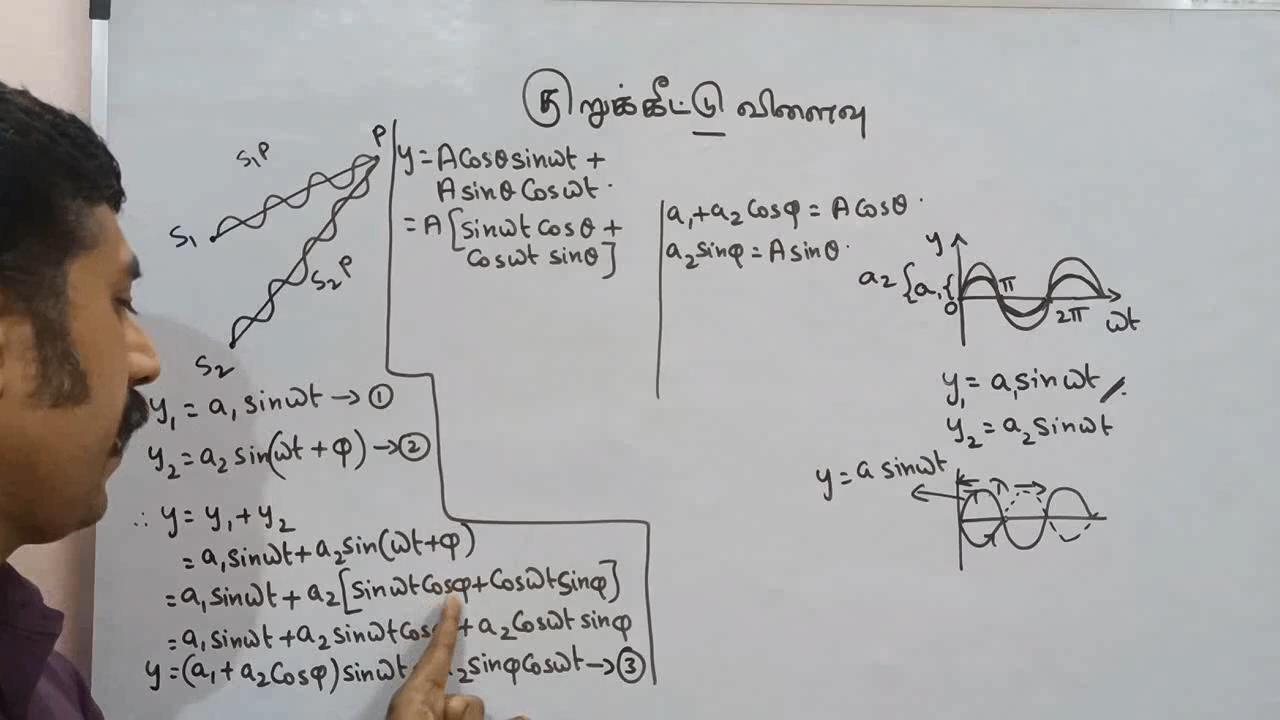 குறுக்கீட்டு விளைவு
S₁P
P
S₁
S₂P
S₂
y₁ = a₁ sinωt → ①
y₂ = a₂ sin(ωt + φ) → ②
∴ y = y₁ + y₂
= a₁ sinωt + a₂ sin(ωt + φ)
= a₁ sinωt + a₂ [sinωt Cosφ + Cosωt Sinφ]
= a₁ sinωt + a₂ sinωt Cos + a₂ Cosωt sinφ
y = (a₁ + a₂ Cosφ) sinωt ₂ sinφ Cosωt → ③
y = A Cosθ sinωt +
A sinθ Cosωt.
= A [sinωt cosθ +
Cosωt sinθ]
a₁ + a₂ Cosφ = A Cosθ.
a₂ sinφ = A sinθ.
y
a₂ { a₁ {
π
0
2π
ωt
y₁ = a₁ sinωt
y₂ = a₂ sinωt
y = a sinωt